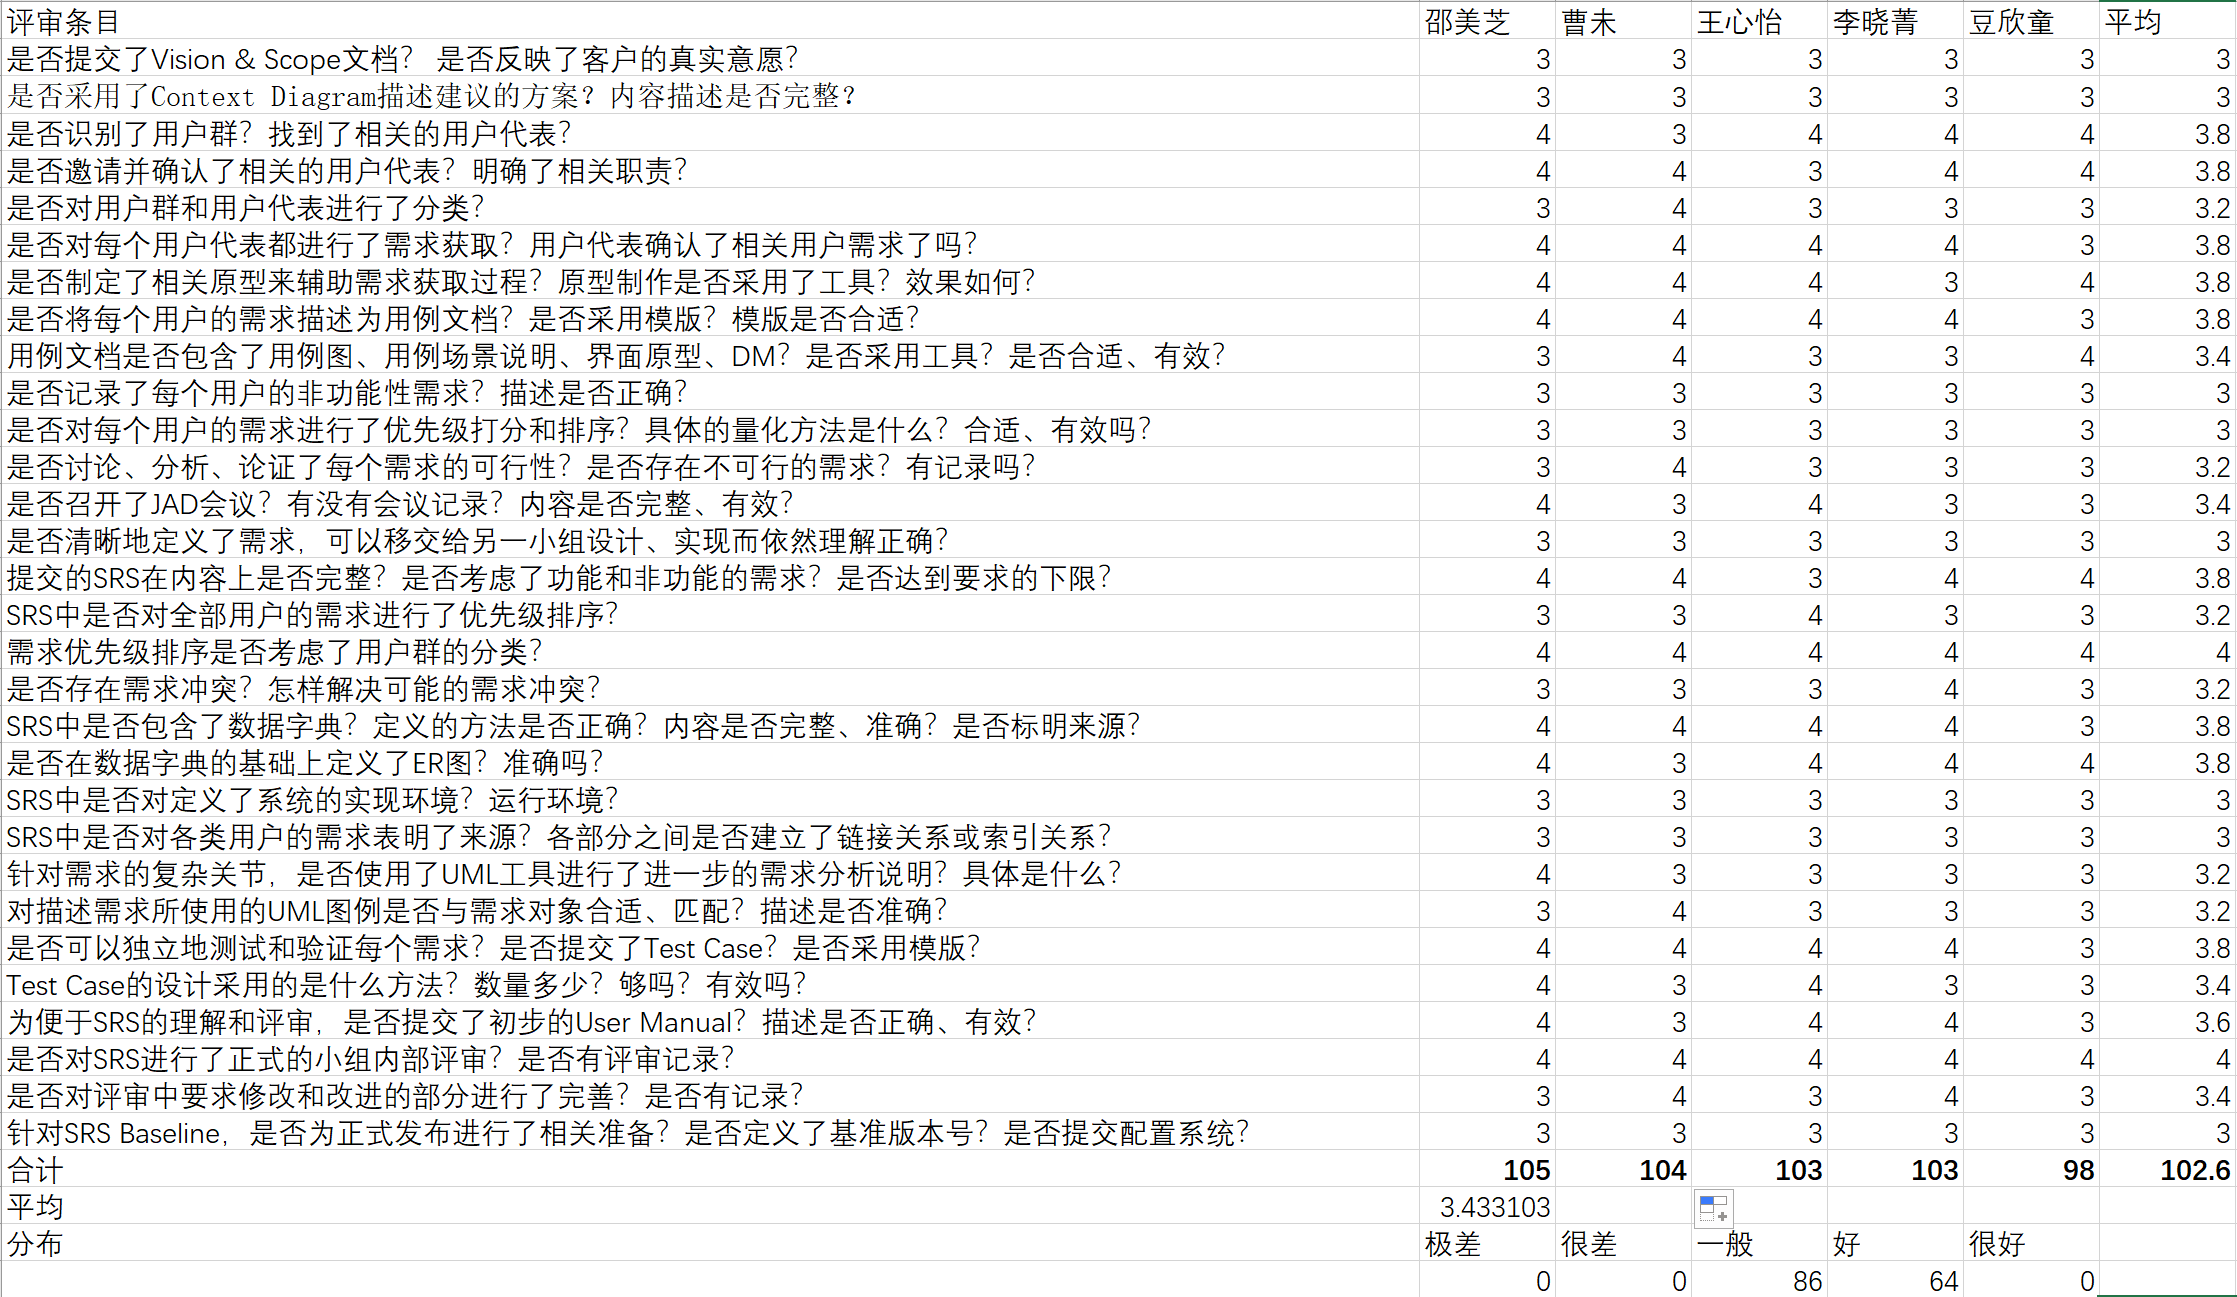 评审条目 邵美芝 曹未 王心怡 李晓菁 豆欣童 平均
是否提交了Vision & Scope文档？ 是否反映了客户的真实意愿？ 3 3 3 3 3 3
是否采用了Context Diagram描述建议的方案？内容描述是否完整？ 3 3 3 3 3 3
是否识别了用户群？找到了相关的用户代表？ 4 3 4 4 4 3.8
是否邀请并确认了相关的用户代表？明确了相关职责？ 4 4 3 4 4 3.8
是否对用户群和用户代表进行了分类？ 3 4 3 3 3 3.2
是否对每个用户代表都进行了需求获取？用户代表确认了相关用户需求了吗？ 4 4 4 4 3 3.8
是否制定了相关原型来辅助需求获取过程？原型制作是否采用了工具？效果如何？ 4 4 4 3 4 3.8
是否将每个用户的需求描述为用例文档？是否采用模版？模版是否合适？ 4 4 4 4 3 3.8
用例文档是否包含了用例图、用例场景说明、界面原型、DM？是否采用工具？是否合适、有效？ 3 4 3 3 4 3.4
是否记录了每个用户的非功能性需求？描述是否正确？ 3 3 3 3 3 3
是否对每个用户的需求进行了优先级打分和排序？具体的量化方法是什么？合适、有效吗？ 3 3 3 3 3 3
是否讨论、分析、论证了每个需求的可行性？是否存在不可行的需求？有记录吗？ 3 4 3 3 3 3.2
是否召开了JAD会议？有没有会议记录？内容是否完整、有效？ 4 3 4 3 3 3.4
是否清晰地定义了需求，可以移交给另一小组设计、实现而依然理解正确？ 3 3 3 3 3 3
提交的SRS在内容上是否完整？是否考虑了功能和非功能的需求？是否达到要求的下限？ 4 4 3 4 4 3.8
SRS中是否对全部用户的需求进行了优先级排序？ 3 3 4 3 3 3.2
需求优先级排序是否考虑了用户群的分类？ 4 4 4 4 4 4
是否存在需求冲突？怎样解决可能的需求冲突？ 3 3 3 4 3 3.2
SRS中是否包含了数据字典？定义的方法是否正确？内容是否完整、准确？是否标明来源？ 4 4 4 4 3 3.8
是否在数据字典的基础上定义了ER图？准确吗？ 4 3 4 4 4 3.8
SRS中是否对定义了系统的实现环境？运行环境？ 3 3 3 3 3 3
SRS中是否对各类用户的需求表明了来源？各部分之间是否建立了链接关系或索引关系？ 3 3 3 3 3 3
针对需求的复杂关节，是否使用了UML工具进行了进一步的需求分析说明？具体是什么？ 4 3 3 3 3 3.2
对描述需求所使用的UML图例是否与需求对象合适、匹配？描述是否准确？ 3 4 3 3 3 3.2
是否可以独立地测试和验证每个需求？是否提交了Test Case？是否采用模版？ 4 4 4 4 3 3.8
Test Case的设计采用的是什么方法？数量多少？够吗？有效吗？ 4 3 4 3 3 3.4
为便于SRS的理解和评审，是否提交了初步的User Manual？描述是否正确、有效？ 4 3 4 4 3 3.6
是否对SRS进行了正式的小组内部评审？是否有评审记录？ 4 4 4 4 4 4
是否对评审中要求修改和改进的部分进行了完善？是否有记录？ 3 4 3 4 3 3.4
针对SRS Baseline，是否为正式发布进行了相关准备？是否定义了基准版本号？是否提交配置系统？ 3 3 3 3 3 3
合计 105 104 103 103 98 102.6
平均 3.433103
分布 极差 很差 一般 好 很好
0 0 86 64 0